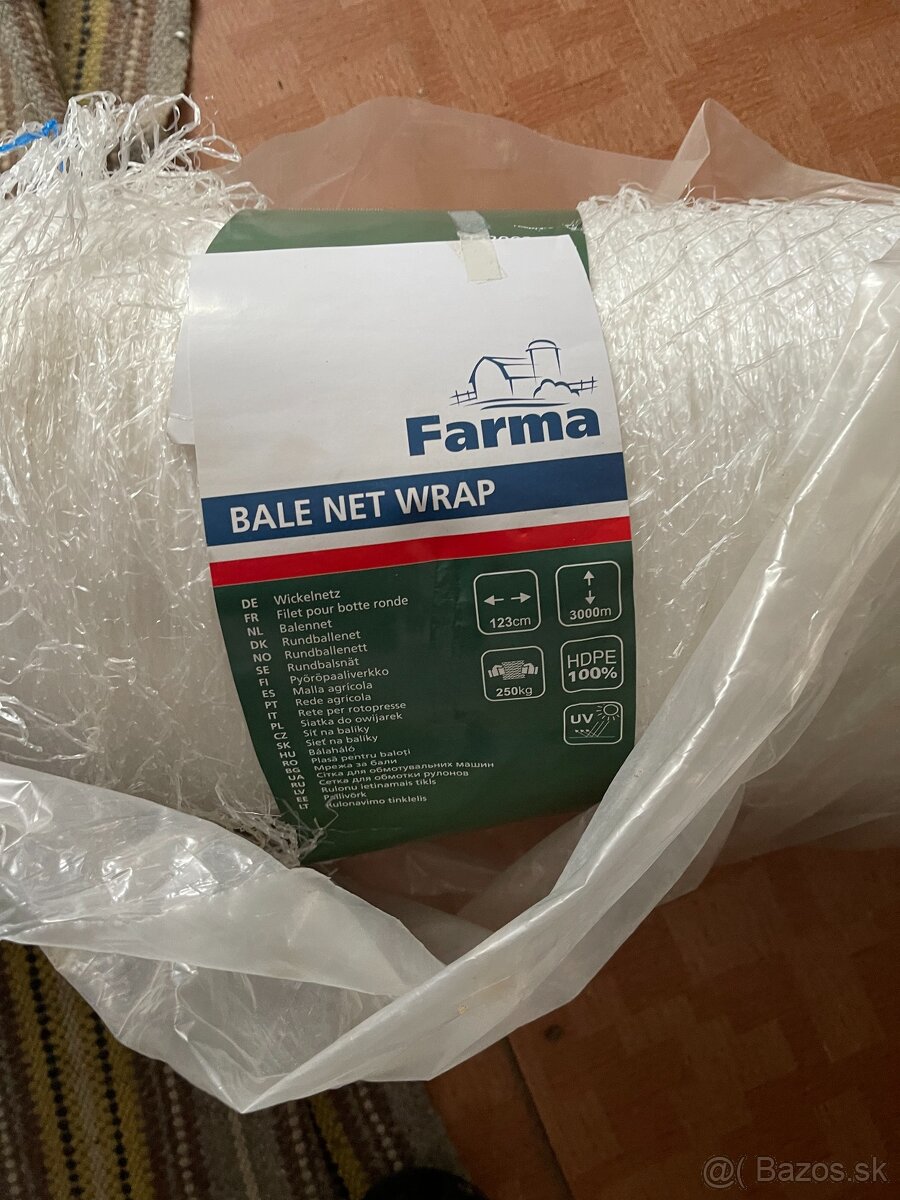 Farma
BALE NET WRAP
DE Wickelnetz
FR Filet pour botte ronde
NL Balennet
DK Rundballenet
NO Rundballenett
SE Rundbalsnät
FI Pyöröpaaliverkko
ES Malla agrícola
PT Rede agrícola
IT Rete per rotopresse
PL Siatka do owijarek
CZ Síť na balíky
SK Sieť na balíky
HU Bálaháló
RO Plasă pentru baloți
BG Мрежа за бали
UA Сітка для обмотувальних машин
RU Сетка для обмотки рулонов
LV Rulonu ietinamais tīkls
EE Pallivõrk
LT Rulonavimo tinklelis
123cm
3000m
250kg
HDPE
100%
UV
@( Bazos.sk